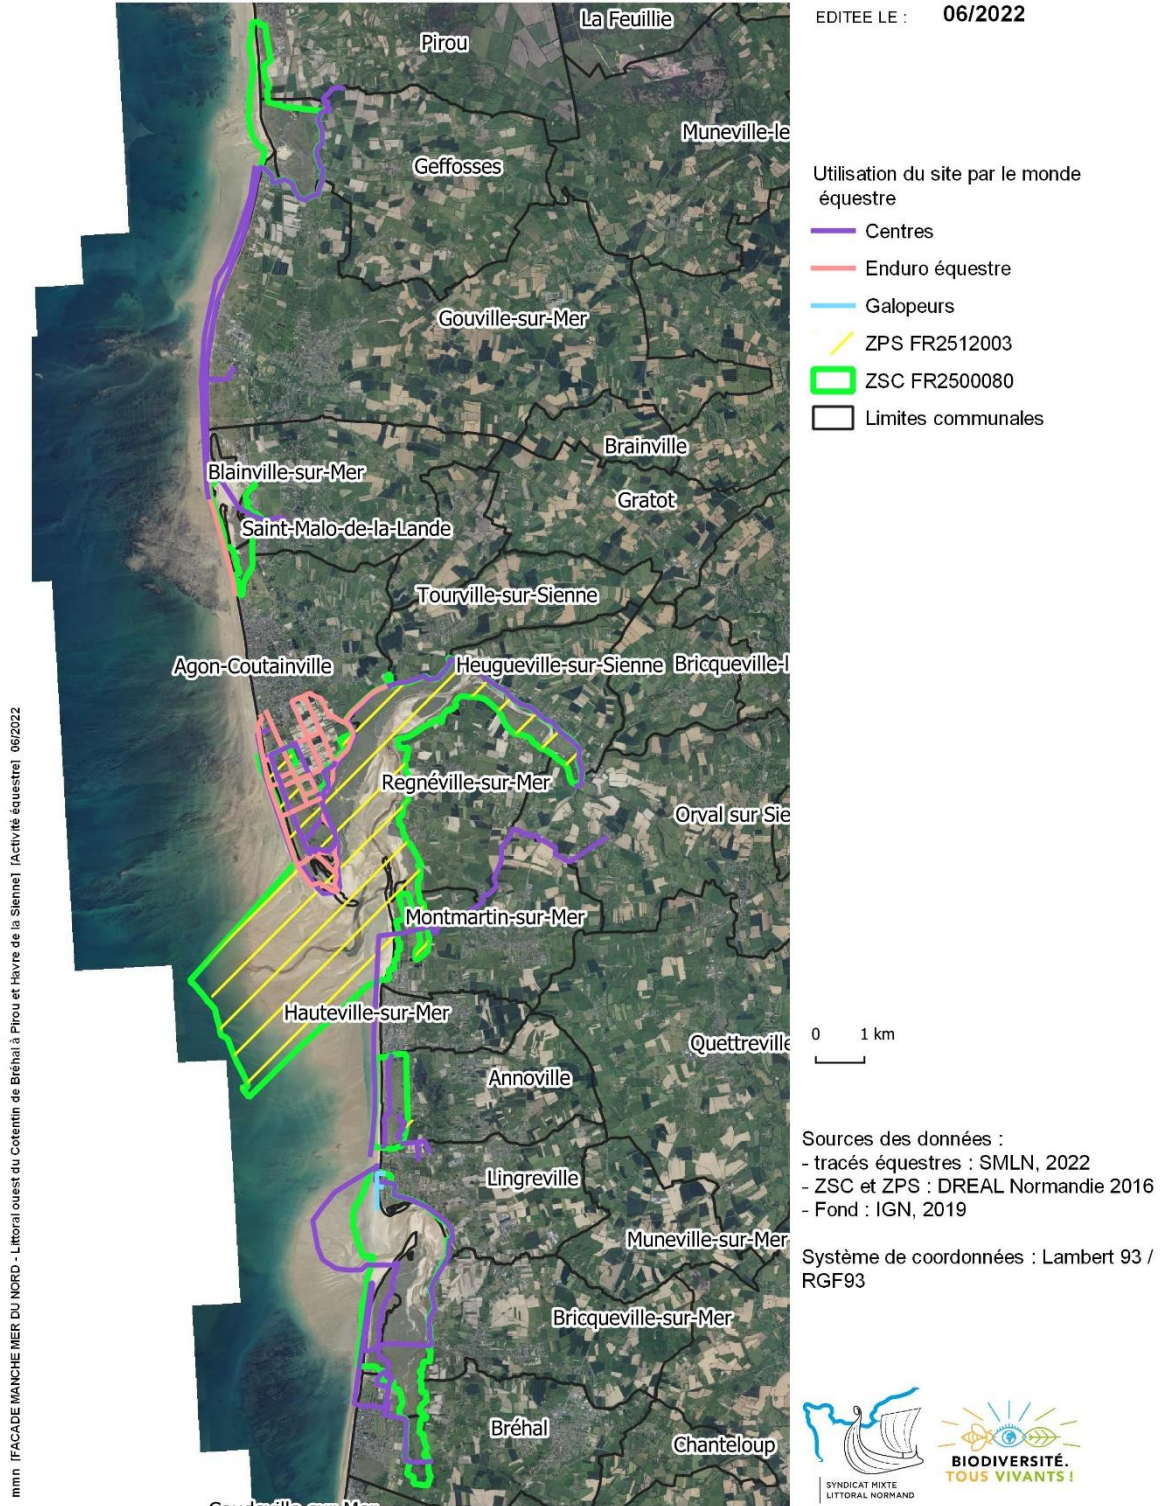 EDITEE LE : 06/2022
La Feuillie
Pirou
Muneville-le
Geffosses
Utilisation du site par le monde
équestre
Centres
Enduro équestre
Galopeurs
ZPS FR2512003
ZSC FR2500080
Limites communales
Gouville-sur-Mer
Brainville
Blainville-sur-Mer
Gratot
Saint-Malo-de-la-Lande
Tourville-sur-Sienne
Agon-Coutainville
Heugueville-sur-Sienne
Bricqueville-l
Regnéville-sur-Mer
Orval sur Sie
Montmartin-sur-Mer
Hauteville-sur-Mer
Quettreville
Annoville
Lingreville
Muneville-sur-Mer
Bricqueville-sur-Mer
Bréhal
Chanteloup
0 1 km
Sources des données :
- tracés équestres : SMLN, 2022
- ZSC et ZPS : DREAL Normandie 2016
- Fond : IGN, 2019
Système de coordonnées : Lambert 93 /
RGF93
SYNDICAT MIXTE
LITTORAL NORMAND
BIODIVERSITÉ.
TOUS VIVANTS !
mmn [FACADE MANCHE MER DU NORD - Littoral ouest du Cotentin de Bréhal à Pirou et Havre de la Sienne] [Activité équestre] 06/2022